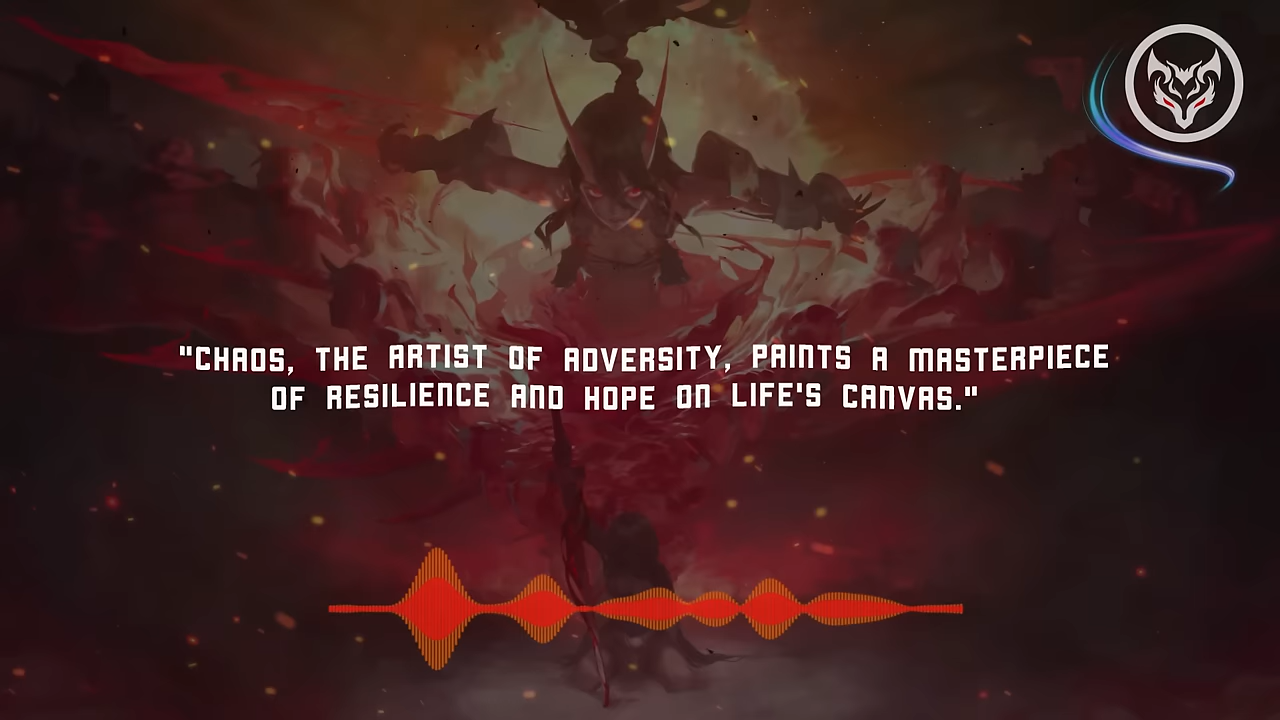 "CHAOS, THE ARTIST OF ADVERSITY, PAINTS A MASTERPIECE
OF RESILIENCE AND HOPE ON LIFE'S CANVAS."